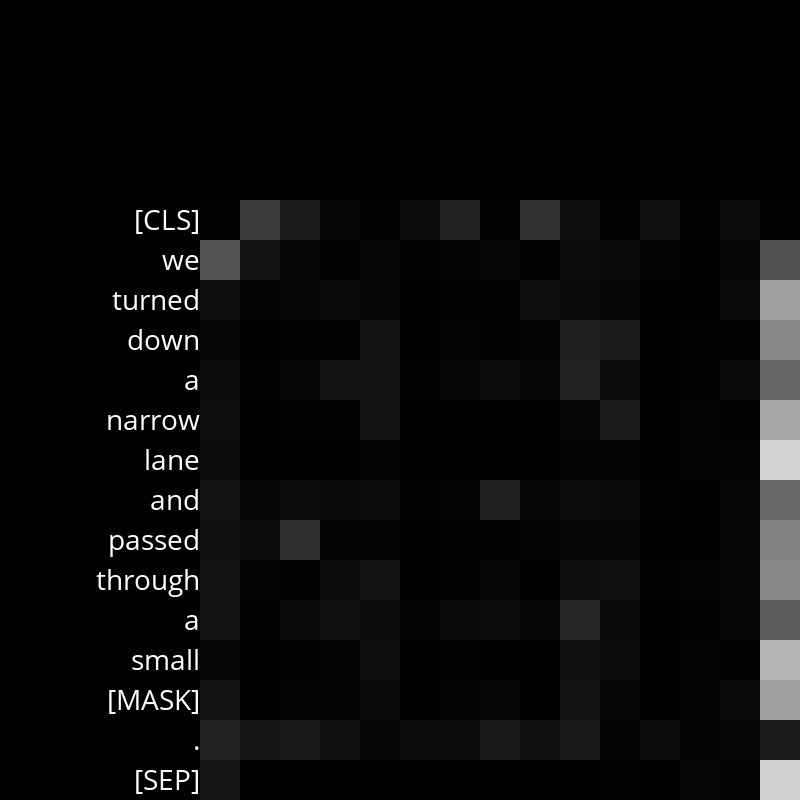 [CLS]
we
turned
down
a
narrow
lane
and
passed
through
a
small
[MASK]
.
[SEP]